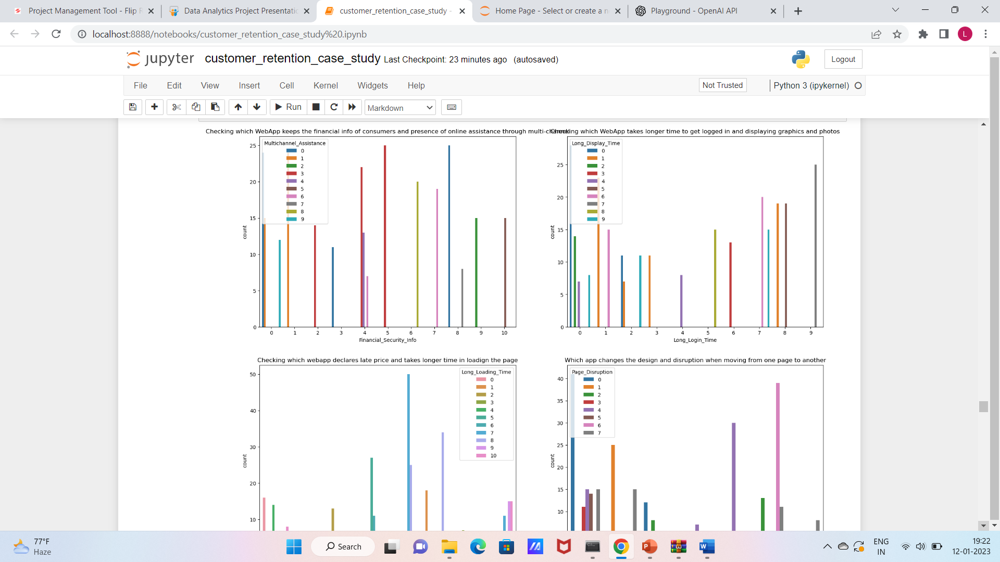 Project Management Tool - Flip R
Data Analytics Project Presentatio
customer_retention_case_study -
Home Page - Select or create a n
Playground - OpenAI API
localhost:8888/notebooks/customer_retention_case_study%20.ipynb
L
jupyter customer_retention_case_study Last Checkpoint: 23 minutes ago (autosaved)
Logout
File Edit View Insert Cell Kernel Widgets Help
Not Trusted
Python 3 (ipykernel)
Run
Markdown
Checking which WebApp keeps the financial info of consumers and presence of online assistance through multi-channel
Multichannel_Assistance
0
1
2
3
4
5
6
7
8
9
25
20
15
10
5
0
count
0 1 2 3 4 5 6 7 8 9 10
Financial_Security_Info
Checking which WebApp takes longer time to get logged in and displaying graphics and photos
Long_Display_Time
0
1
2
3
4
5
6
7
8
9
25
20
15
10
5
0
count
0 1 2 3 4 5 6 7 8 9
Long_Login_Time
Checking which webapp declares late price and takes longer time in loadign the page
Long_Loading_Time
0
1
2
3
4
5
6
7
8
9
10
50
40
30
20
10
count
Which app changes the design and disruption when moving from one page to another
Page_Disruption
0
1
2
3
4
5
6
7
40
35
30
25
20
15
10
count
77°F
Haze
Search
ENG
IN
19:22
12-01-2023